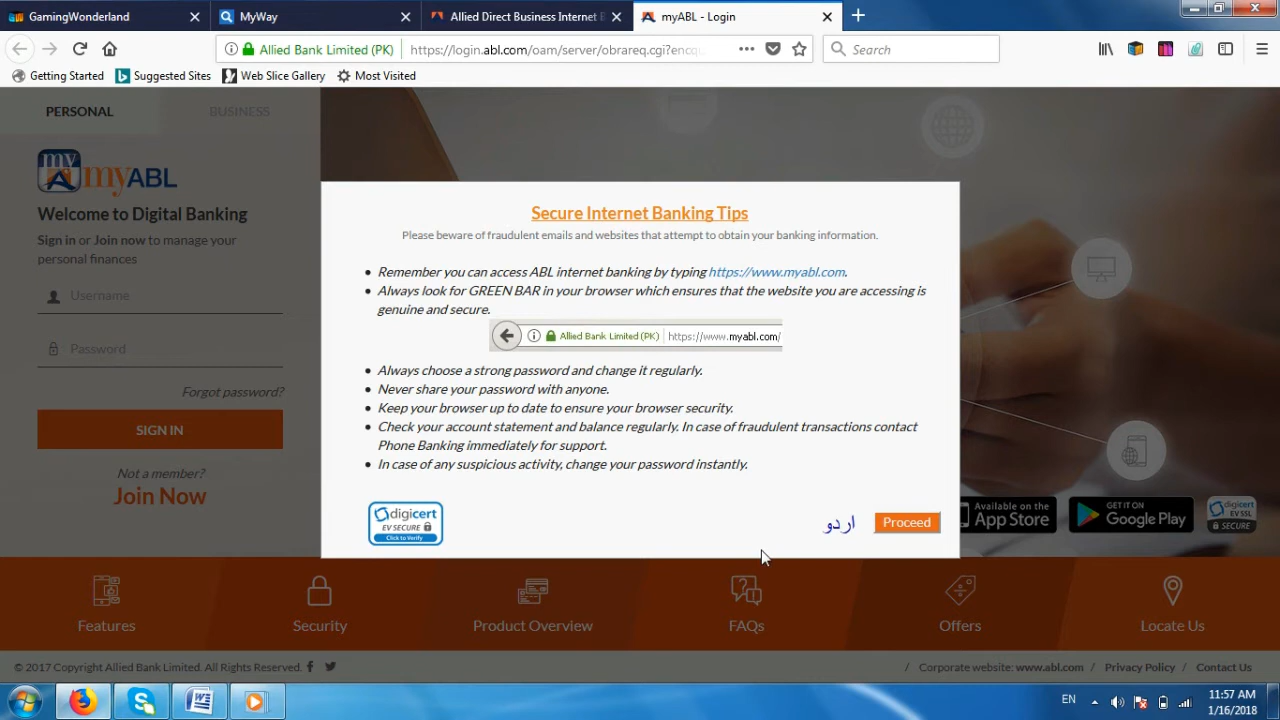 GamingWonderland
MyWay
Allied Direct Business Internet B
myABL - Login
Allied Bank Limited (PK)
https://login.abl.com/oam/server/obrareq.cgi?encqu
Search
Getting Started
Suggested Sites
Web Slice Gallery
Most Visited
PERSONAL
BUSINESS
my
myABL
Welcome to Digital Banking
Sign in or Join now to manage your
personal finances
Username
Password
Forgot password?
SIGN IN
Not a member?
Join Now
Secure Internet Banking Tips
Please beware of fraudulent emails and websites that attempt to obtain your banking information.
• Remember you can access ABL internet banking by typing https://www.myabl.com.
• Always look for GREEN BAR in your browser which ensures that the website you are accessing is
genuine and secure.
Allied Bank Limited (PK)
https://www.myabl.com/
• Always choose a strong password and change it regularly.
• Never share your password with anyone.
• Keep your browser up to date to ensure your browser security.
• Check your account statement and balance regularly. In case of fraudulent transactions contact
Phone Banking immediately for support.
• In case of any suspicious activity, change your password instantly.
digicert
EV SECURE
Click to Verify
اردو
Proceed
Available on the
App Store
GET IT ON
Google Play
digicert
EV SSL
SECURE
Features
Security
Product Overview
FAQs
Offers
Locate Us
© 2017 Copyright Allied Bank Limited. All Rights Reserved.
/ Corporate website: www.abl.com / Privacy Policy / Contact Us
EN
11:57 AM
1/16/2018